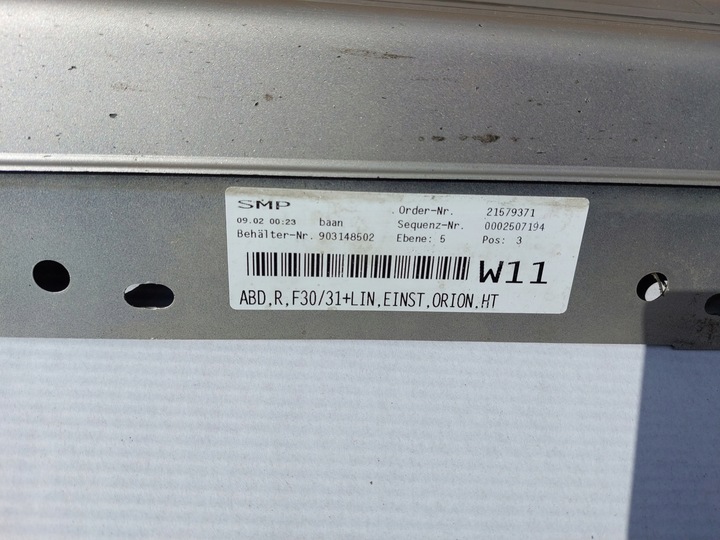 SMP
.Order-Nr. 21579371
09.02 00:23 baan Sequenz-Nr. 0002507194
Behälter-Nr. 903148502 Ebene: 5 Pos: 3
W11
ABD,R,F30/31+LIN,EINST,ORION,HT